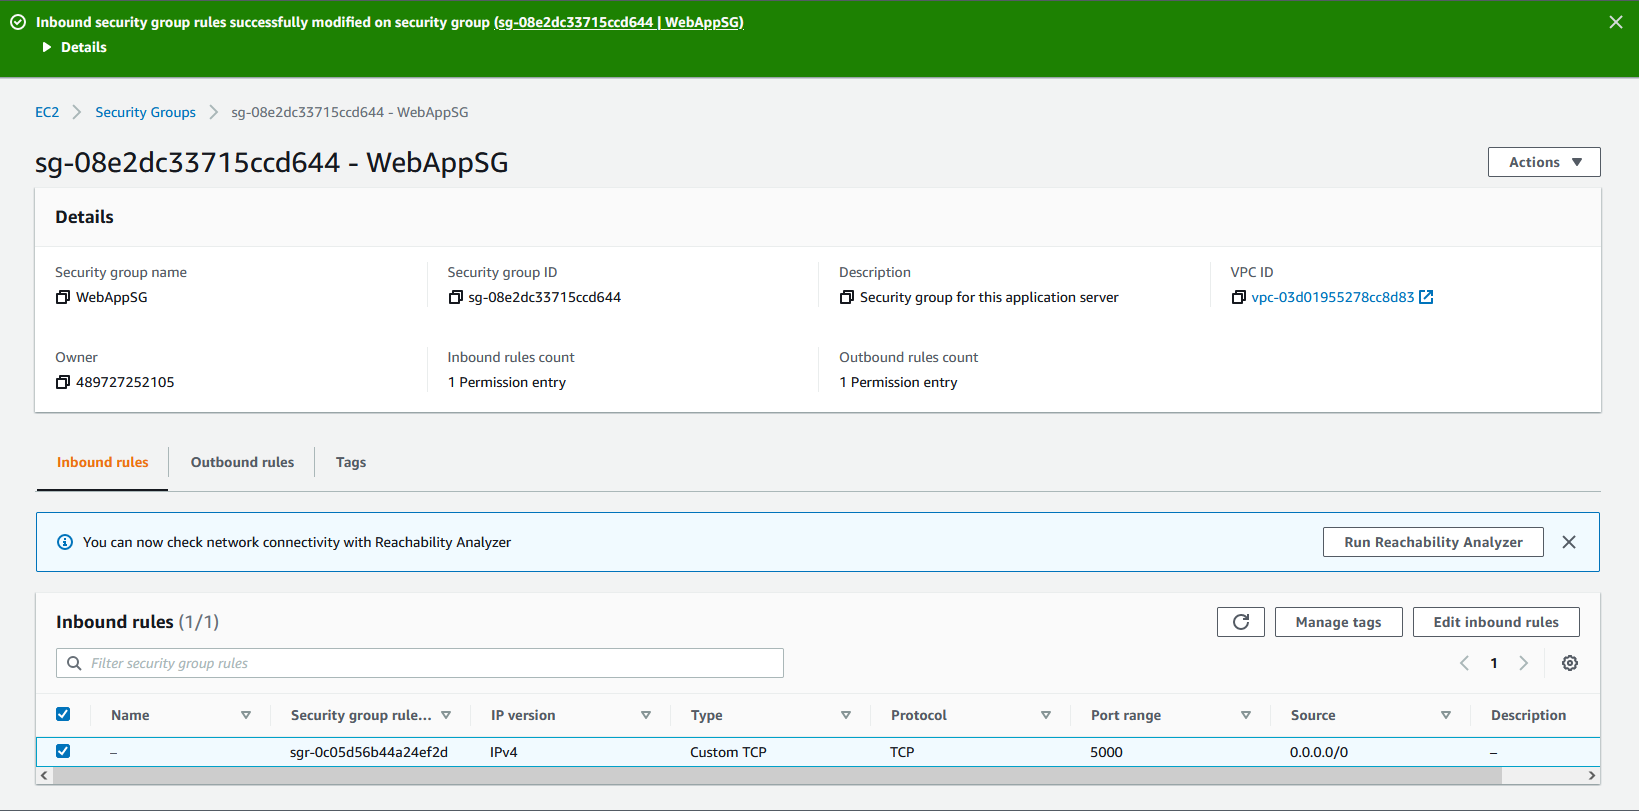 Inbound security group rules successfully modified on security group (sg-08e2dc33715ccd644 | WebAppSG)
Details
EC2 Security Groups sg-08e2dc33715ccd644 - WebAppSG
sg-08e2dc33715ccd644 - WebAppSG
Actions
Details
Security group name Security group ID Description VPC ID
WebAppSG sg-08e2dc33715ccd644 Security group for this application server vpc-03d01955278cc8d83
Owner Inbound rules count Outbound rules count
489727252105 1 Permission entry 1 Permission entry
Inbound rules Outbound rules Tags
You can now check network connectivity with Reachability Analyzer Run Reachability Analyzer
Inbound rules (1/1) Manage tags Edit inbound rules
Filter security group rules 1
Name Security group rule... IP version Type Protocol Port range Source Description
– sgr-0c05d56b44a24ef2d IPv4 Custom TCP TCP 5000 0.0.0.0/0 –